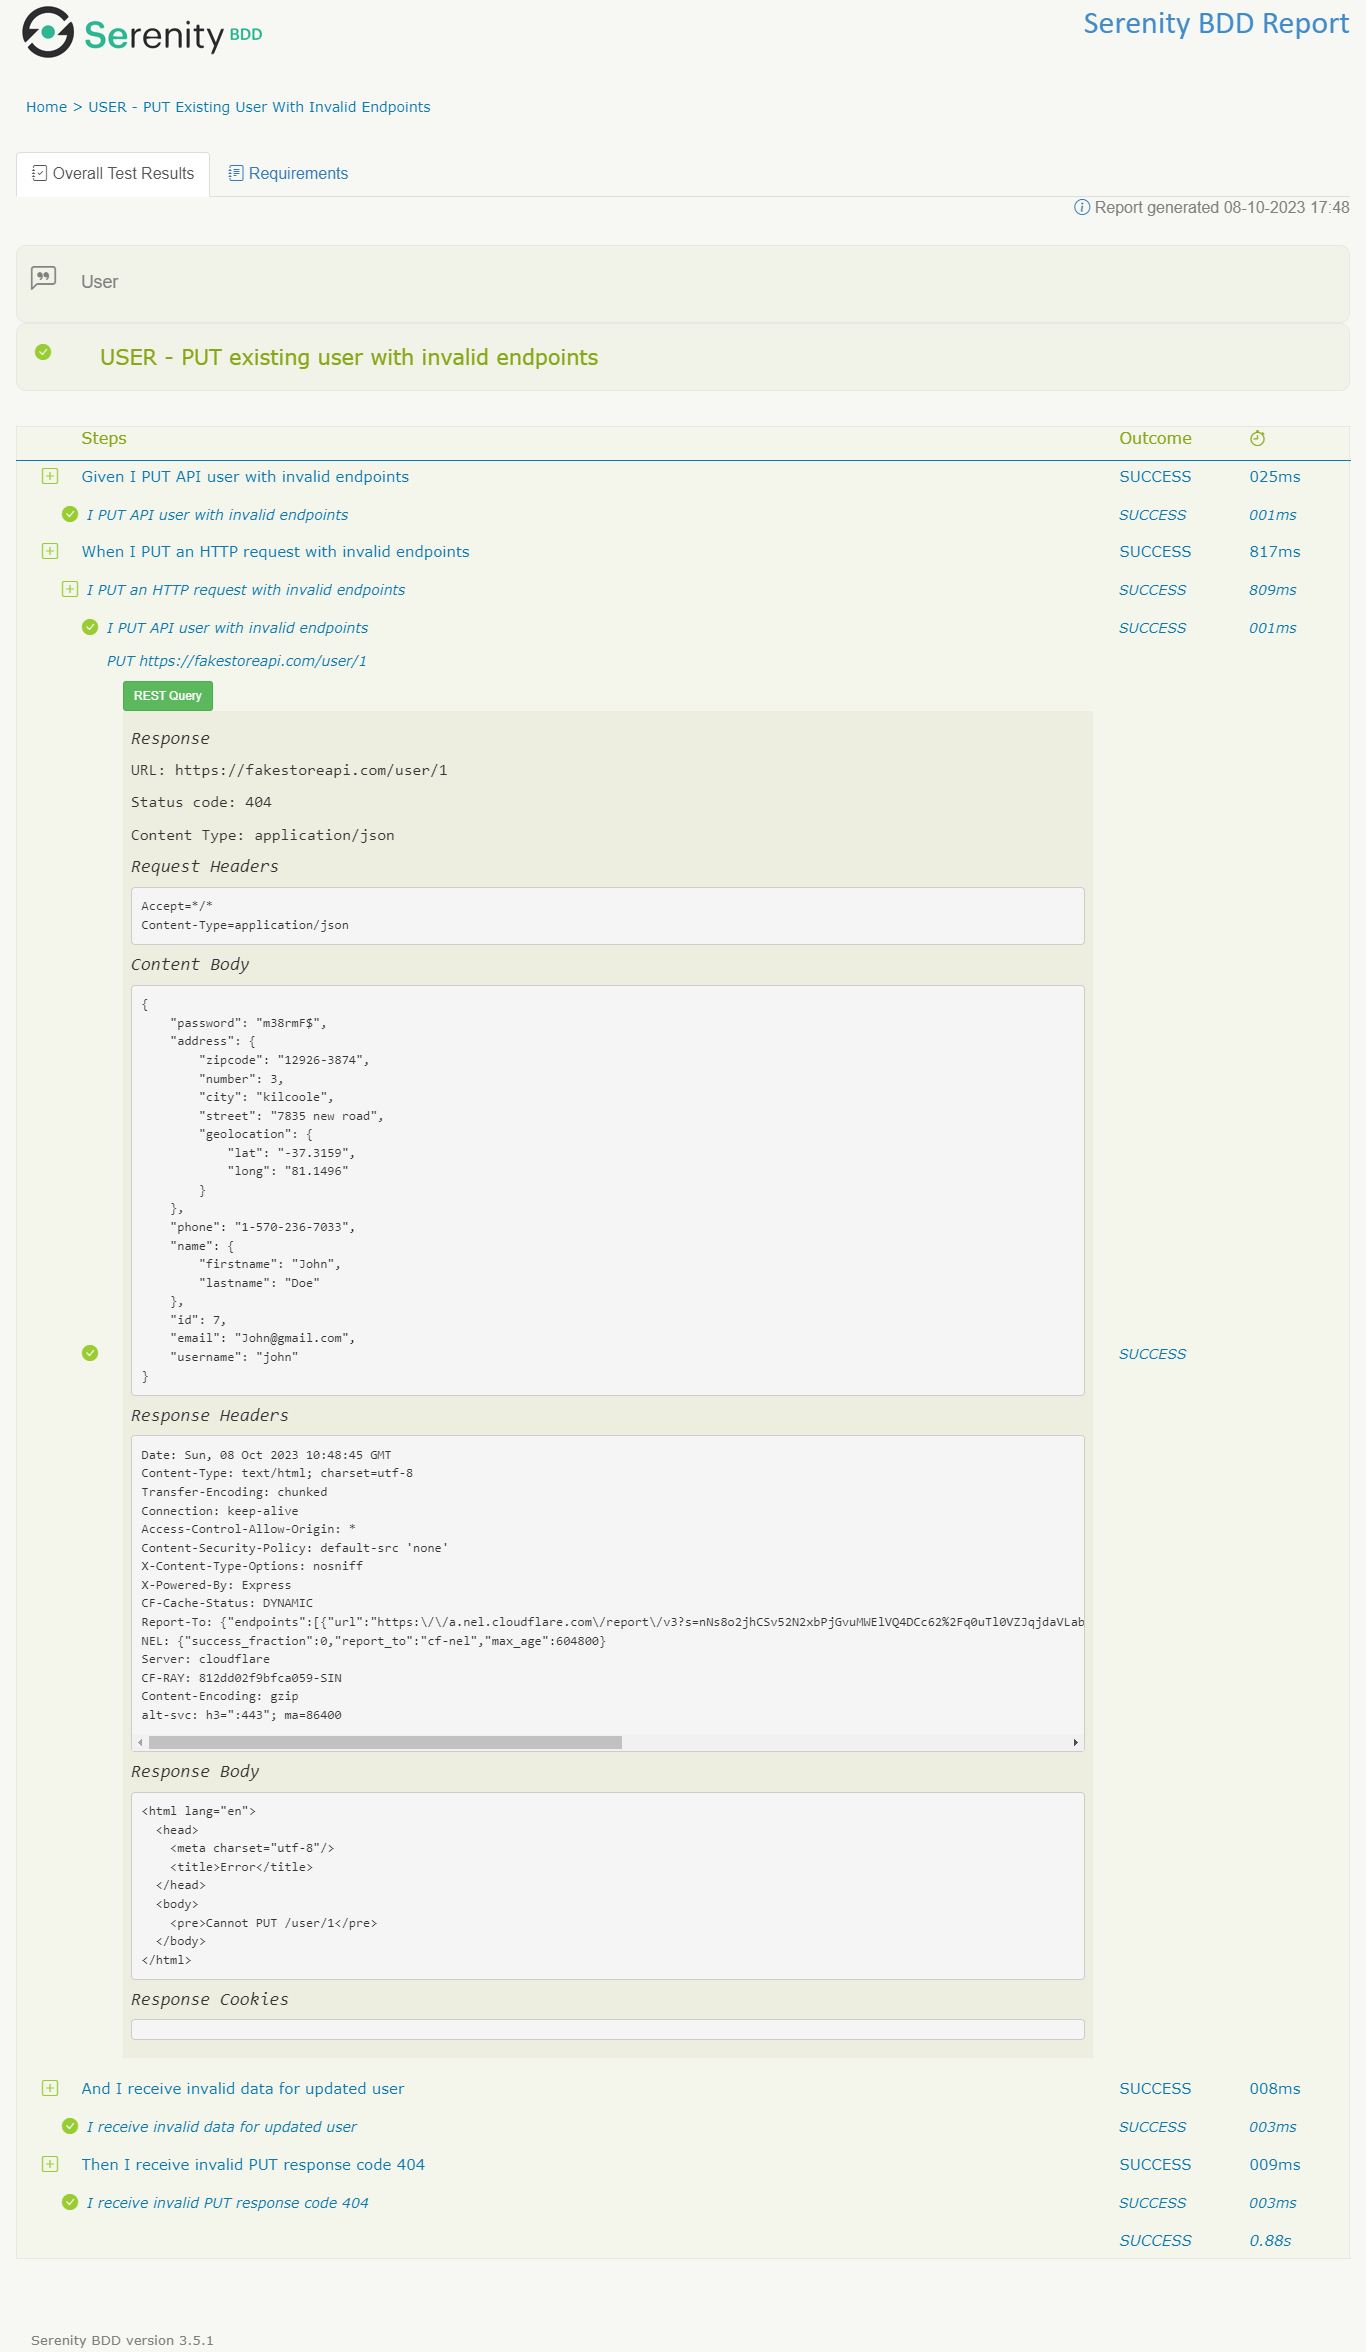 Serenity BDD
Serenity BDD Report
Home > USER - PUT Existing User With Invalid Endpoints
Overall Test Results
Requirements
Report generated 08-10-2023 17:48
User
USER - PUT existing user with invalid endpoints
Steps Outcome
Given I PUT API user with invalid endpoints SUCCESS 025ms
I PUT API user with invalid endpoints SUCCESS 001ms
When I PUT an HTTP request with invalid endpoints SUCCESS 817ms
I PUT an HTTP request with invalid endpoints SUCCESS 809ms
I PUT API user with invalid endpoints SUCCESS 001ms
PUT https://fakestoreapi.com/user/1
REST Query
Response
URL: https://fakestoreapi.com/user/1
Status code: 404
Content Type: application/json
Request Headers
Accept=*/*
Content-Type=application/json
Content Body
{
    "password": "m38rmF$",
    "address": {
        "zipcode": "12926-3874",
        "number": 3,
        "city": "kilcoole",
        "street": "7835 new road",
        "geolocation": {
            "lat": "-37.3159",
            "long": "81.1496"
        }
    },
    "phone": "1-570-236-7033",
    "name": {
        "firstname": "John",
        "lastname": "Doe"
    },
    "id": 7,
    "email": "John@gmail.com",
    "username": "john"
}
SUCCESS
Response Headers
Date: Sun, 08 Oct 2023 10:48:45 GMT
Content-Type: text/html; charset=utf-8
Transfer-Encoding: chunked
Connection: keep-alive
Access-Control-Allow-Origin: *
Content-Security-Policy: default-src 'none'
X-Content-Type-Options: nosniff
X-Powered-By: Express
CF-Cache-Status: DYNAMIC
Report-To: {"endpoints":[{"url":"https:\/\/a.nel.cloudflare.com\/report\/v3?s=nNs8o2jhCSv52N2xbPjGvuMWElVQ4DCc62%2Fq0uTl0VZJqjdaVLab
NEL: {"success_fraction":0,"report_to":"cf-nel","max_age":604800}
Server: cloudflare
CF-RAY: 812dd02f9bfca059-SIN
Content-Encoding: gzip
alt-svc: h3=":443"; ma=86400
Response Body
<html lang="en">
  <head>
    <meta charset="utf-8"/>
    <title>Error</title>
  </head>
  <body>
    <pre>Cannot PUT /user/1</pre>
  </body>
</html>
Response Cookies
And I receive invalid data for updated user SUCCESS 008ms
I receive invalid data for updated user SUCCESS 003ms
Then I receive invalid PUT response code 404 SUCCESS 009ms
I receive invalid PUT response code 404 SUCCESS 003ms
SUCCESS 0.88s
Serenity BDD version 3.5.1